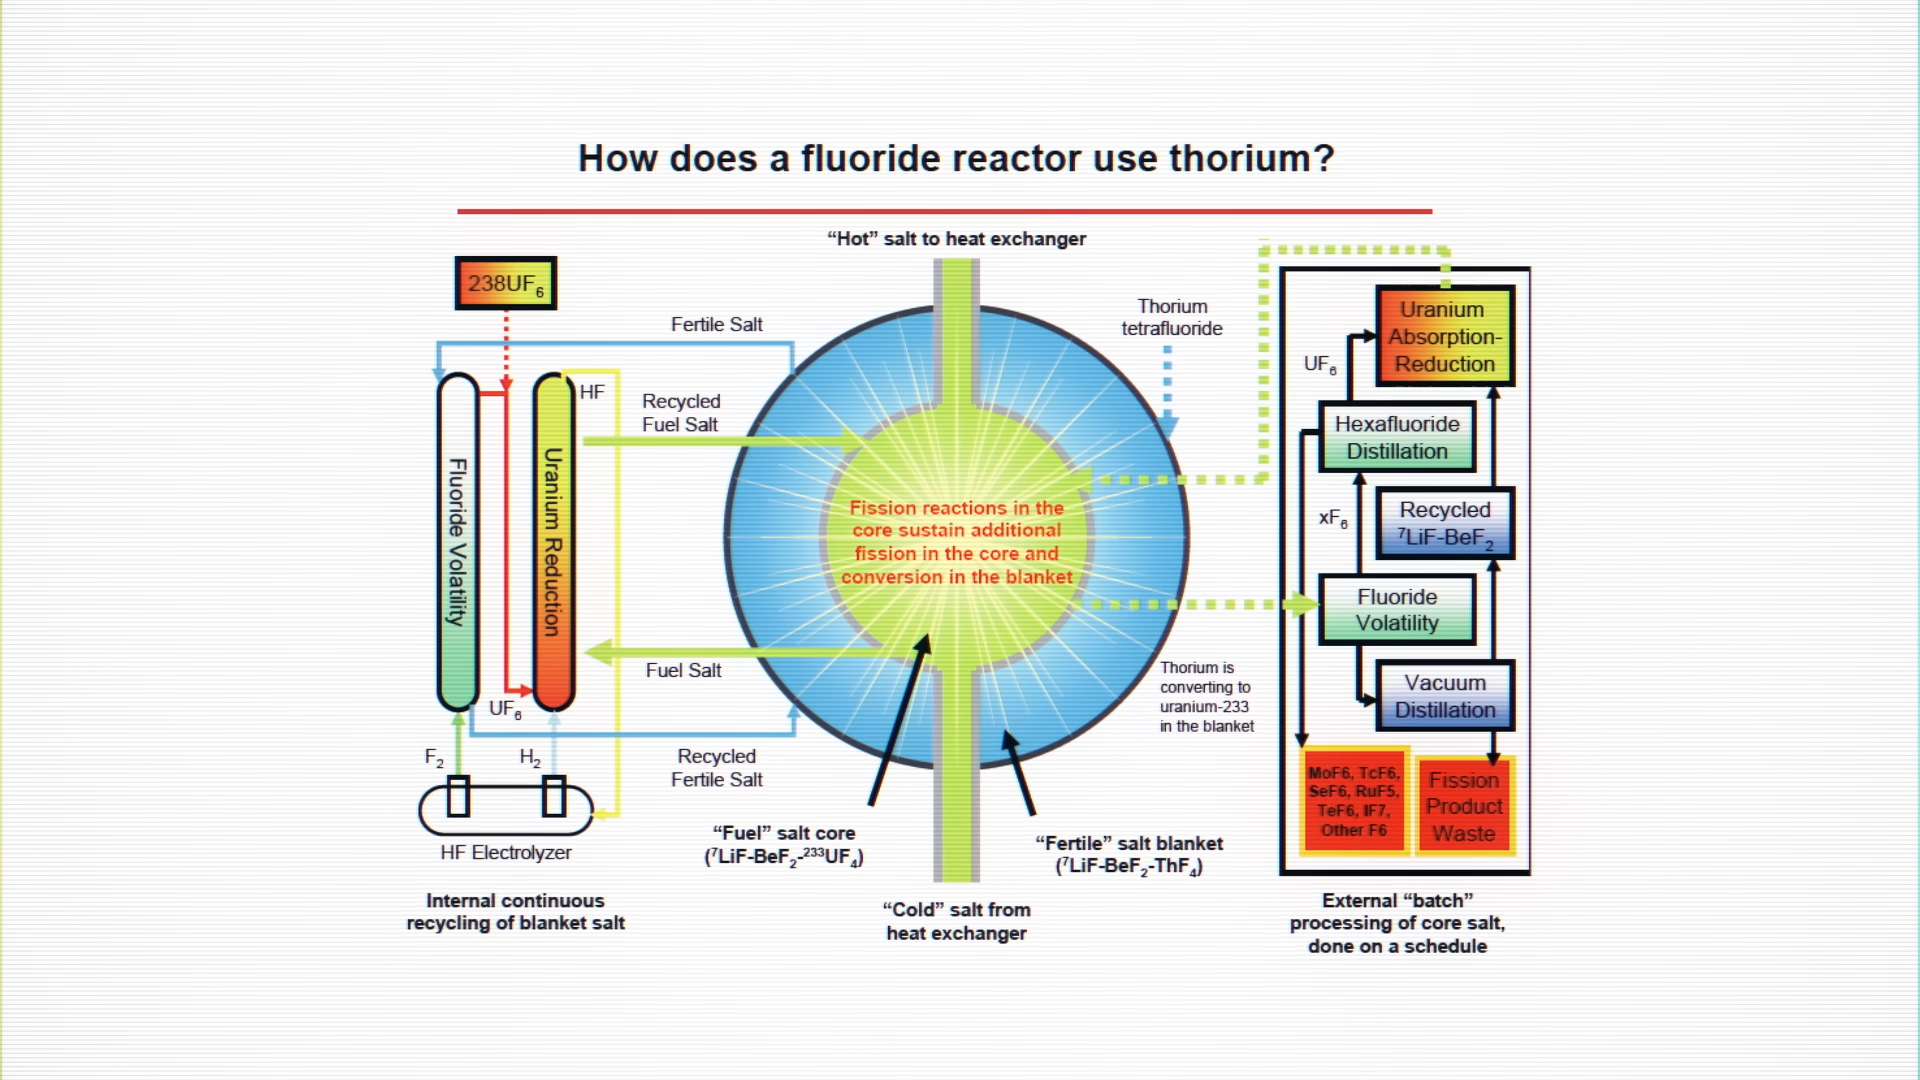 How does a fluoride reactor use thorium?
“Hot” salt to heat exchanger
238UF₆
Fertile Salt
Thorium
tetrafluoride
HF
Recycled
Fuel Salt
Fluoride Volatility
Uranium Reduction
Fission reactions in the
core sustain additional
fission in the core and
conversion in the blanket
Fuel Salt
UF₆
F₂
H₂
Recycled
Fertile Salt
HF Electrolyzer
Internal continuous
recycling of blanket salt
“Fuel” salt core
(⁷LiF-BeF₂-²³³UF₄)
“Cold” salt from
heat exchanger
“Fertile” salt blanket
(⁷LiF-BeF₂-ThF₄)
Thorium is
converting to
uranium-233
in the blanket
Uranium
Absorption-
Reduction
UF₆
Hexafluoride
Distillation
xF₆
Recycled
⁷LiF-BeF₂
Fluoride
Volatility
Vacuum
Distillation
MoF6, TcF6,
SeF6, RuF5,
TeF6, IF7,
Other F6
Fission
Product
Waste
External “batch”
processing of core salt,
done on a schedule